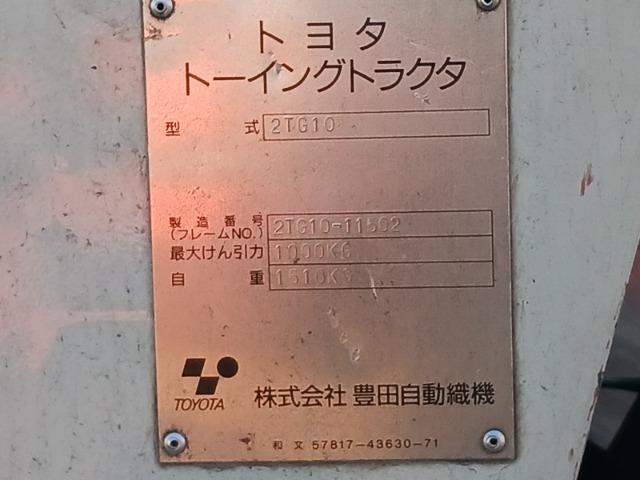 トヨタ
トーイングトラクタ
型 式 2TG10
製造番号
(フレームNO.) 2TG10-11502
最大けん引力 1000KG
自 重 1510KG
TOYOTA 株式会社 豊田自動織機
和文 57817-43630-71